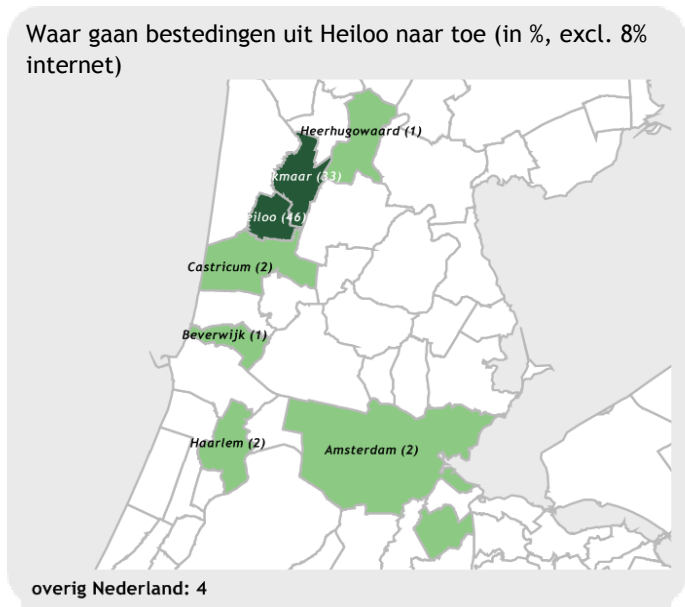 Waar gaan bestedingen uit Heiloo naar toe (in %, excl. 8%
internet)
Heerhugowaard (1)
kmaar (33)
eiloo (46)
Castricum (2)
Beverwijk (1)
Haarlem (2)
Amsterdam (2)
overig Nederland: 4